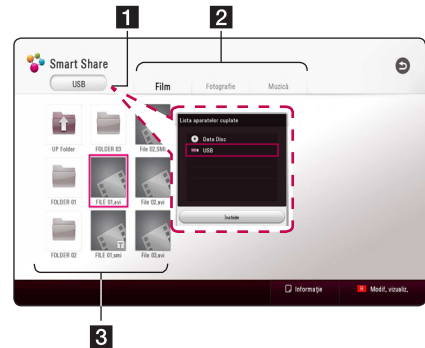 1
2
Smart Share
USB
Film
Fotografie
Muzică
UP Folder
FOLDER 03
File 02,SMI
Lista aparatelor cuplate
Data Disc
USB
FOLDER 01
FILE 01,avi
File 02,avi
Închide
FOLDER 02
FILE 01,smi
File 03,avi
Informaţie
R Modif, vizualiz,
3